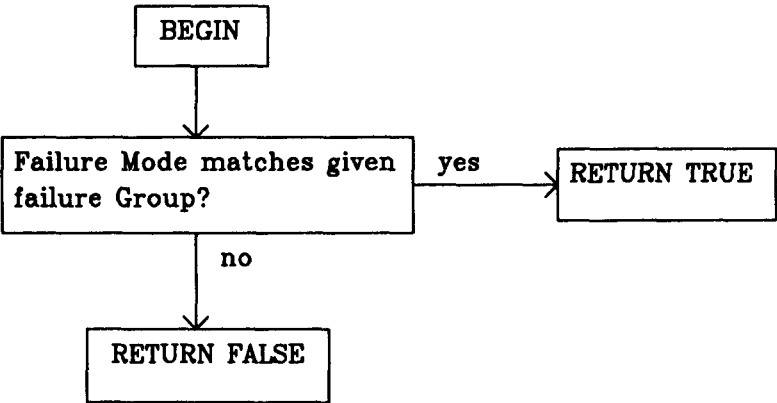 BEGIN
Failure Mode matches given
failure Group?
yes
RETURN TRUE
no
RETURN FALSE